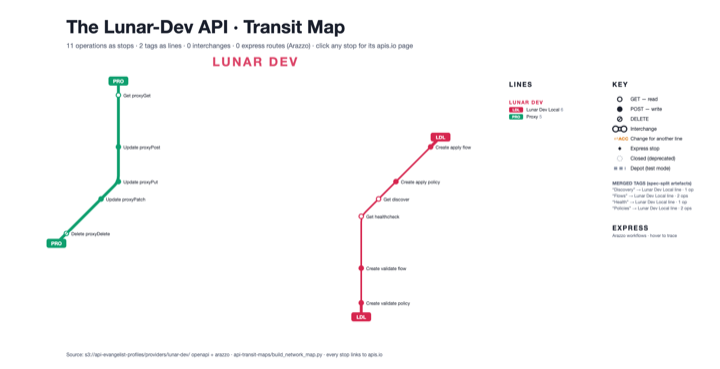 The Lunar-Dev API · Transit Map
11 operations as stops · 2 tags as lines · 0 interchanges · 0 express routes (Arazzo) · click any stop for its apis.io page
LUNAR DEV
PRO
Get proxyGet
Update proxyPost
Update proxyPut
Update proxyPatch
Delete proxyDelete
PRO
LDL
Create apply flow
Create apply policy
Get discover
Get healthcheck
Create validate flow
Create validate policy
LDL
LINES
LUNAR DEV
LDL Lunar Dev Local 6
PRO Proxy 5
KEY
GET — read
POST — write
DELETE
Interchange
Change for another line
Express stop
Closed (deprecated)
Depot (test mode)
MERGED TAGS (spec-split artefacts)
"Discovery" → Lunar Dev Local line · 1 op
"Flows" → Lunar Dev Local line · 2 ops
"Health" → Lunar Dev Local line · 1 op
"Policies" → Lunar Dev Local line · 2 ops
EXPRESS
Arazzo workflows · hover to trace
Source: s3://api-evangelist-profiles/providers/lunar-dev/ openapi + arazzo · api-transit-maps/build_network_map.py · every stop links to apis.io